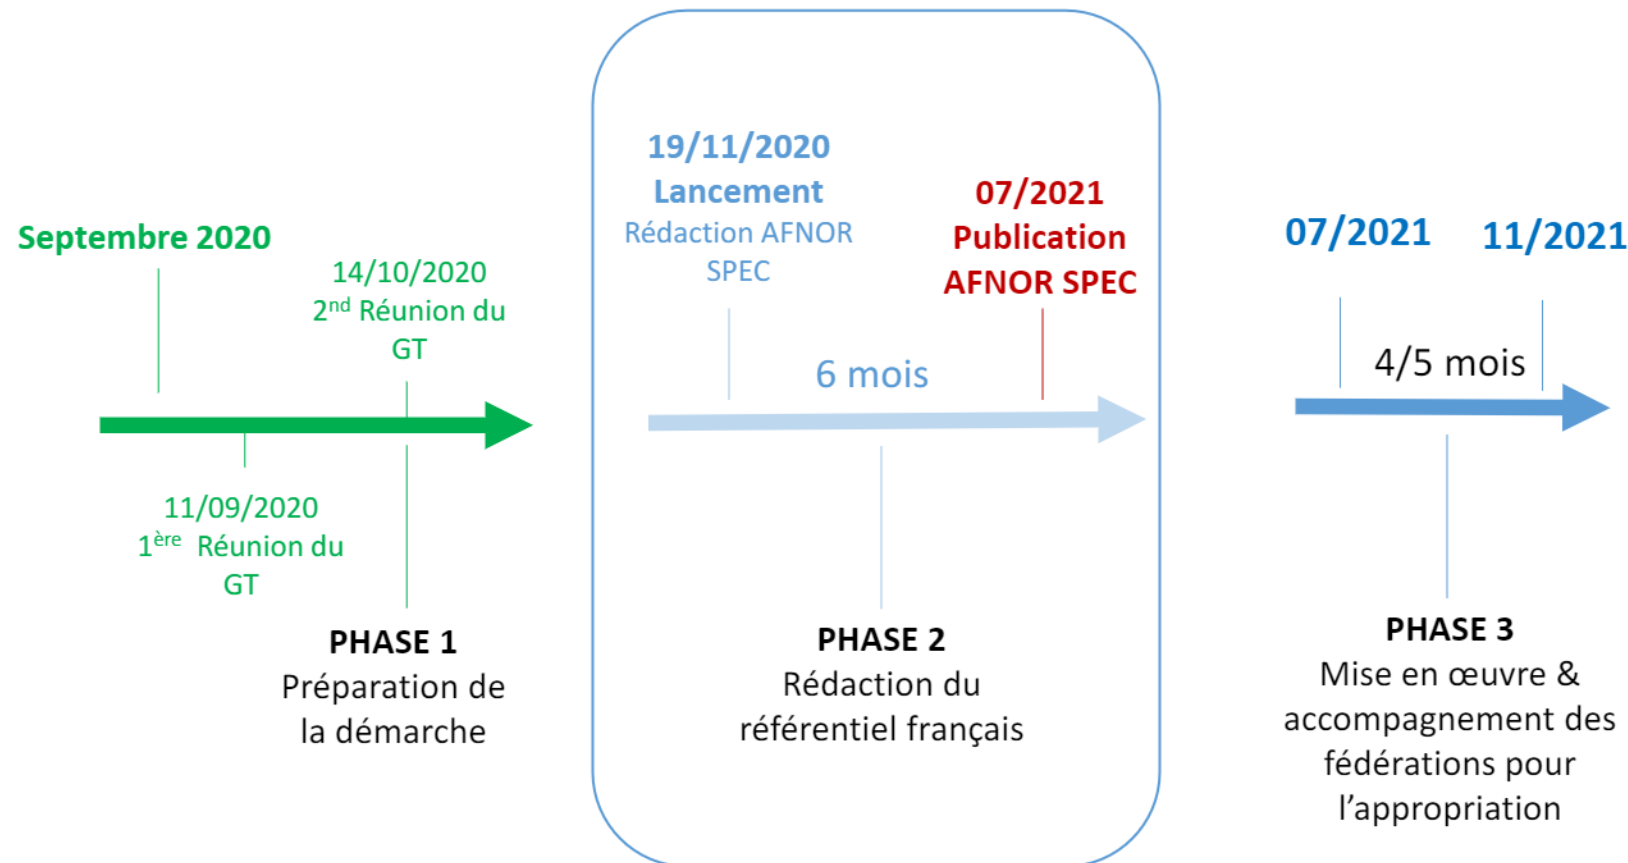 Septembre 2020
14/10/2020
2nd Réunion du
GT
11/09/2020
1ère Réunion du
GT
PHASE 1
Préparation de
la démarche
19/11/2020
Lancement
Rédaction AFNOR
SPEC
07/2021
Publication
AFNOR SPEC
6 mois
PHASE 2
Rédaction du
référentiel français
07/2021
11/2021
4/5 mois
PHASE 3
Mise en œuvre &
accompagnement des
fédérations pour
l’appropriation